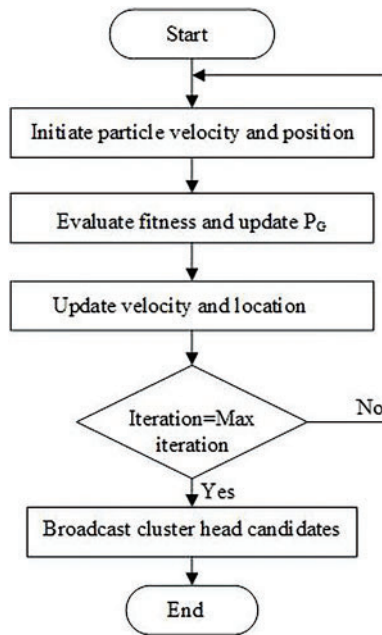 Start
Initiate particle velocity and position
Evaluate fitness and update PG
Update velocity and location
Iteration=Max
iteration
No
Yes
Broadcast cluster head candidates
End